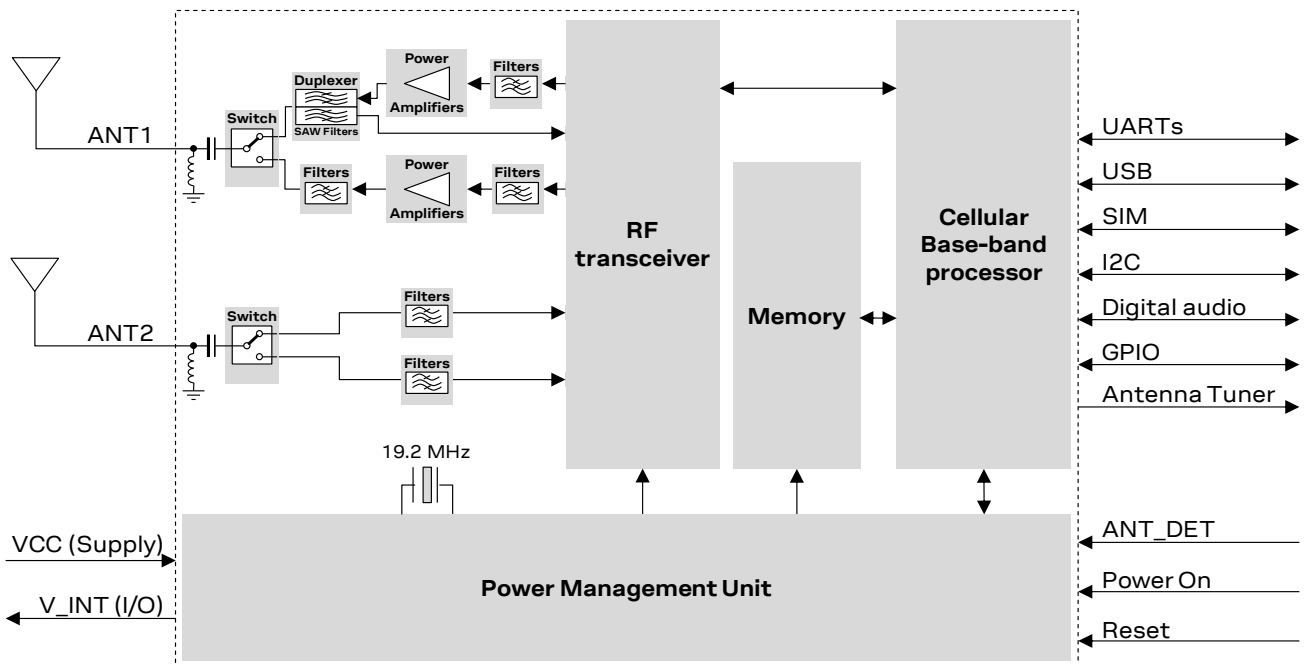 Power
Amplifiers
Filters
Duplexer
SAW Filters
Switch
ANT1
Filters
Power
Amplifiers
Filters
RF
transceiver
Cellular
Base-band
processor
Memory
UARTs
USB
SIM
I2C
Digital audio
GPIO
Antenna Tuner
ANT2
Switch
Filters
Filters
19.2 MHz
VCC (Supply)
V_INT (I/O)
Power Management Unit
ANT_DET
Power On
Reset